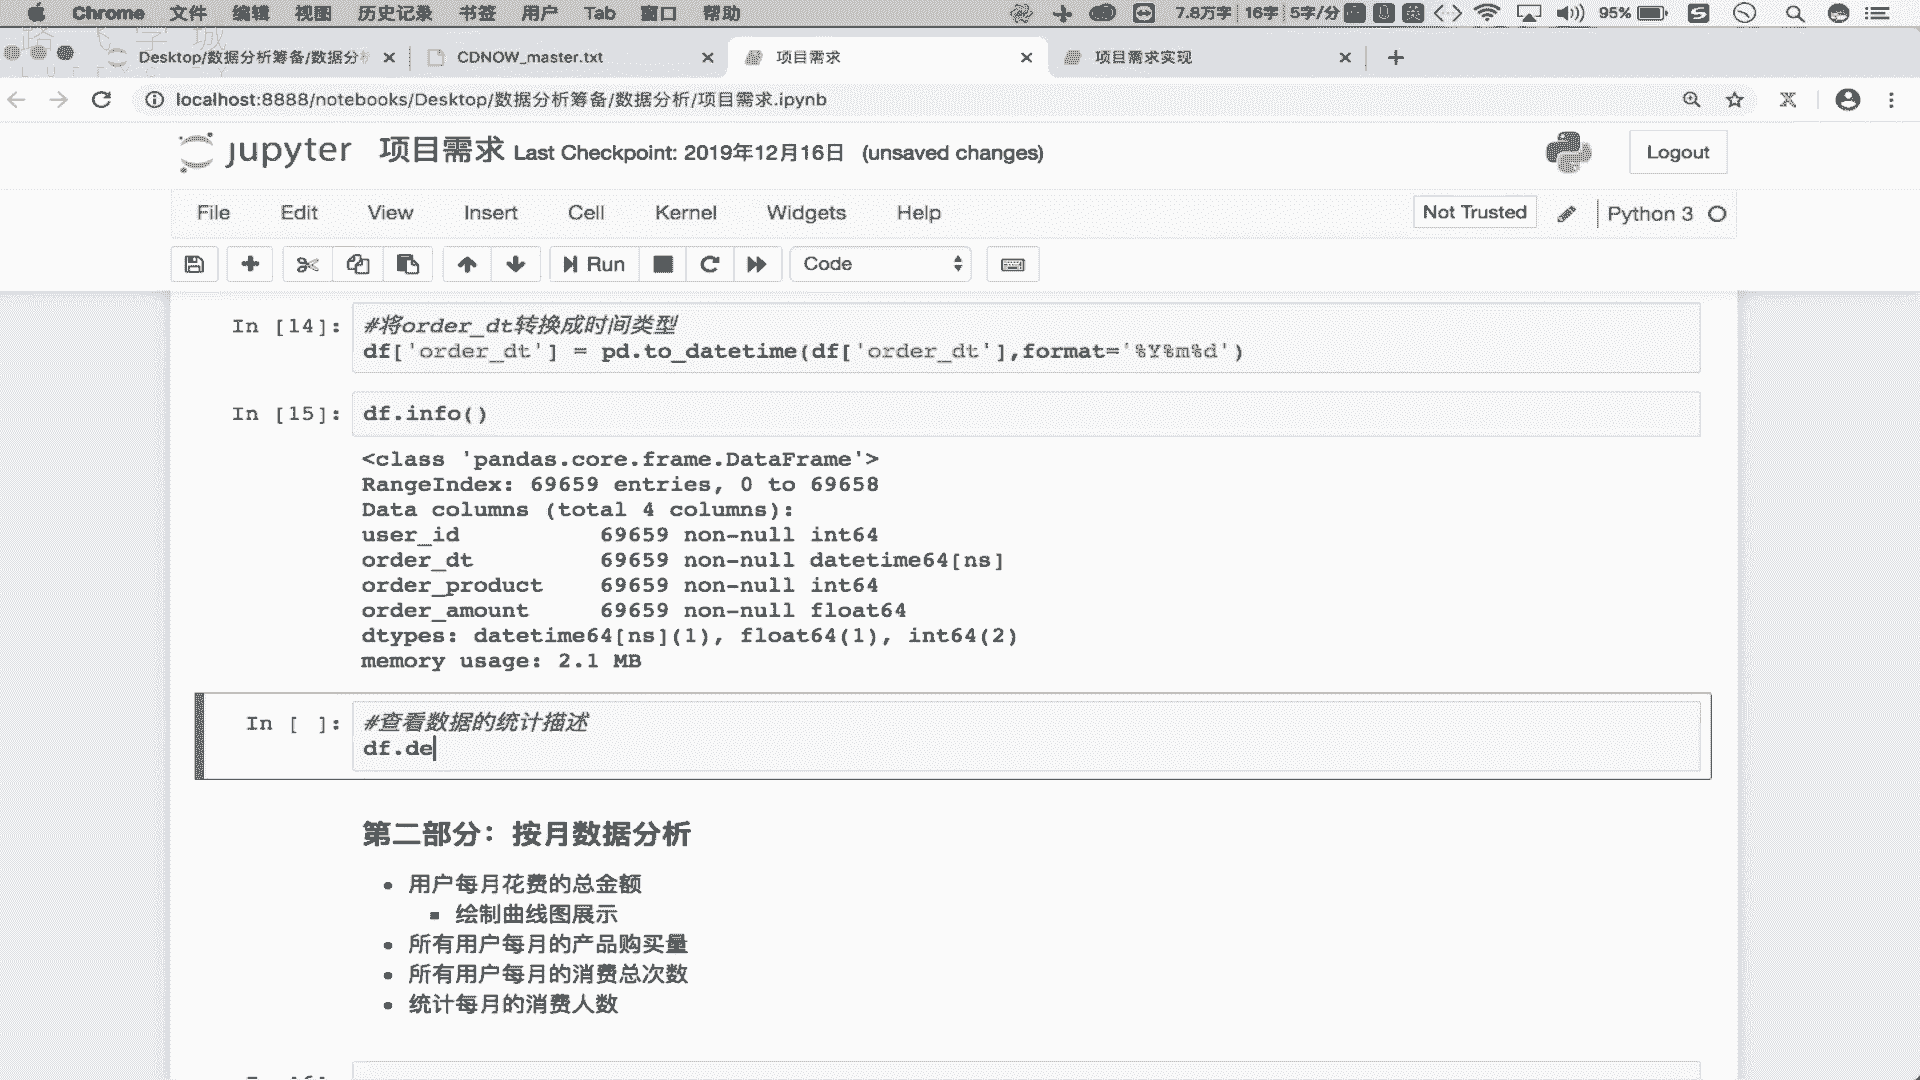 Chrome 文件 编辑 视图 历史记录 书签 用户 Tab 窗口 帮助 7.8万字 16字 5字/分 95%
Desktop/数据分析筹备/数据分 CDNOW_master.txt 项目需求 项目需求实现
localhost:8888/notebooks/Desktop/数据分析筹备/数据分析/项目需求.ipynb
jupyter 项目需求 Last Checkpoint: 2019年12月16日 (unsaved changes) Logout
File Edit View Insert Cell Kernel Widgets Help Not Trusted Python 3
Run Code
In [14]: #将order_dt转换成时间类型
df['order_dt'] = pd.to_datetime(df['order_dt'],format='%Y%m%d')
In [15]: df.info()
<class 'pandas.core.frame.DataFrame'>
RangeIndex: 69659 entries, 0 to 69658
Data columns (total 4 columns):
user_id 69659 non-null int64
order_dt 69659 non-null datetime64[ns]
order_product 69659 non-null int64
order_amount 69659 non-null float64
dtypes: datetime64[ns](1), float64(1), int64(2)
memory usage: 2.1 MB
In [ ]: #查看数据的统计描述
df.de
第二部分：按月数据分析
用户每月花费的总金额
绘制曲线图展示
所有用户每月的产品购买量
所有用户每月的消费总次数
统计每月的消费人数